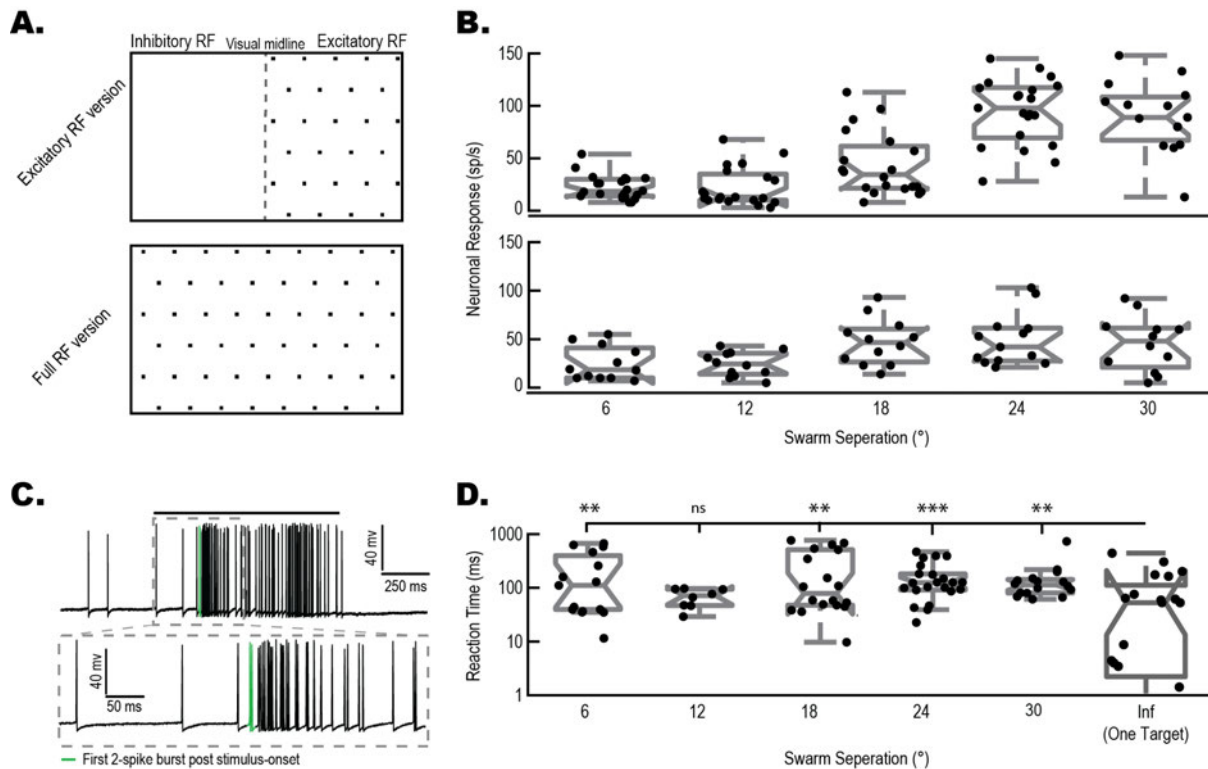 A.
Inhibitory RF Visual midline Excitatory RF
Excitatory RF version
Full RF version
B.
150
100
50
0
150
100
50
0
Neuronal Response (sp/s)
6 12 18 24 30
Swarm Seperation (°)
C.
40 mv
250 ms
40 mv
50 ms
First 2-spike burst post stimulus-onset
D.
** ns ** *** **
1000
100
10
1
Reaction Time (ms)
6 12 18 24 30 Inf
(One Target)
Swarm Seperation (°)